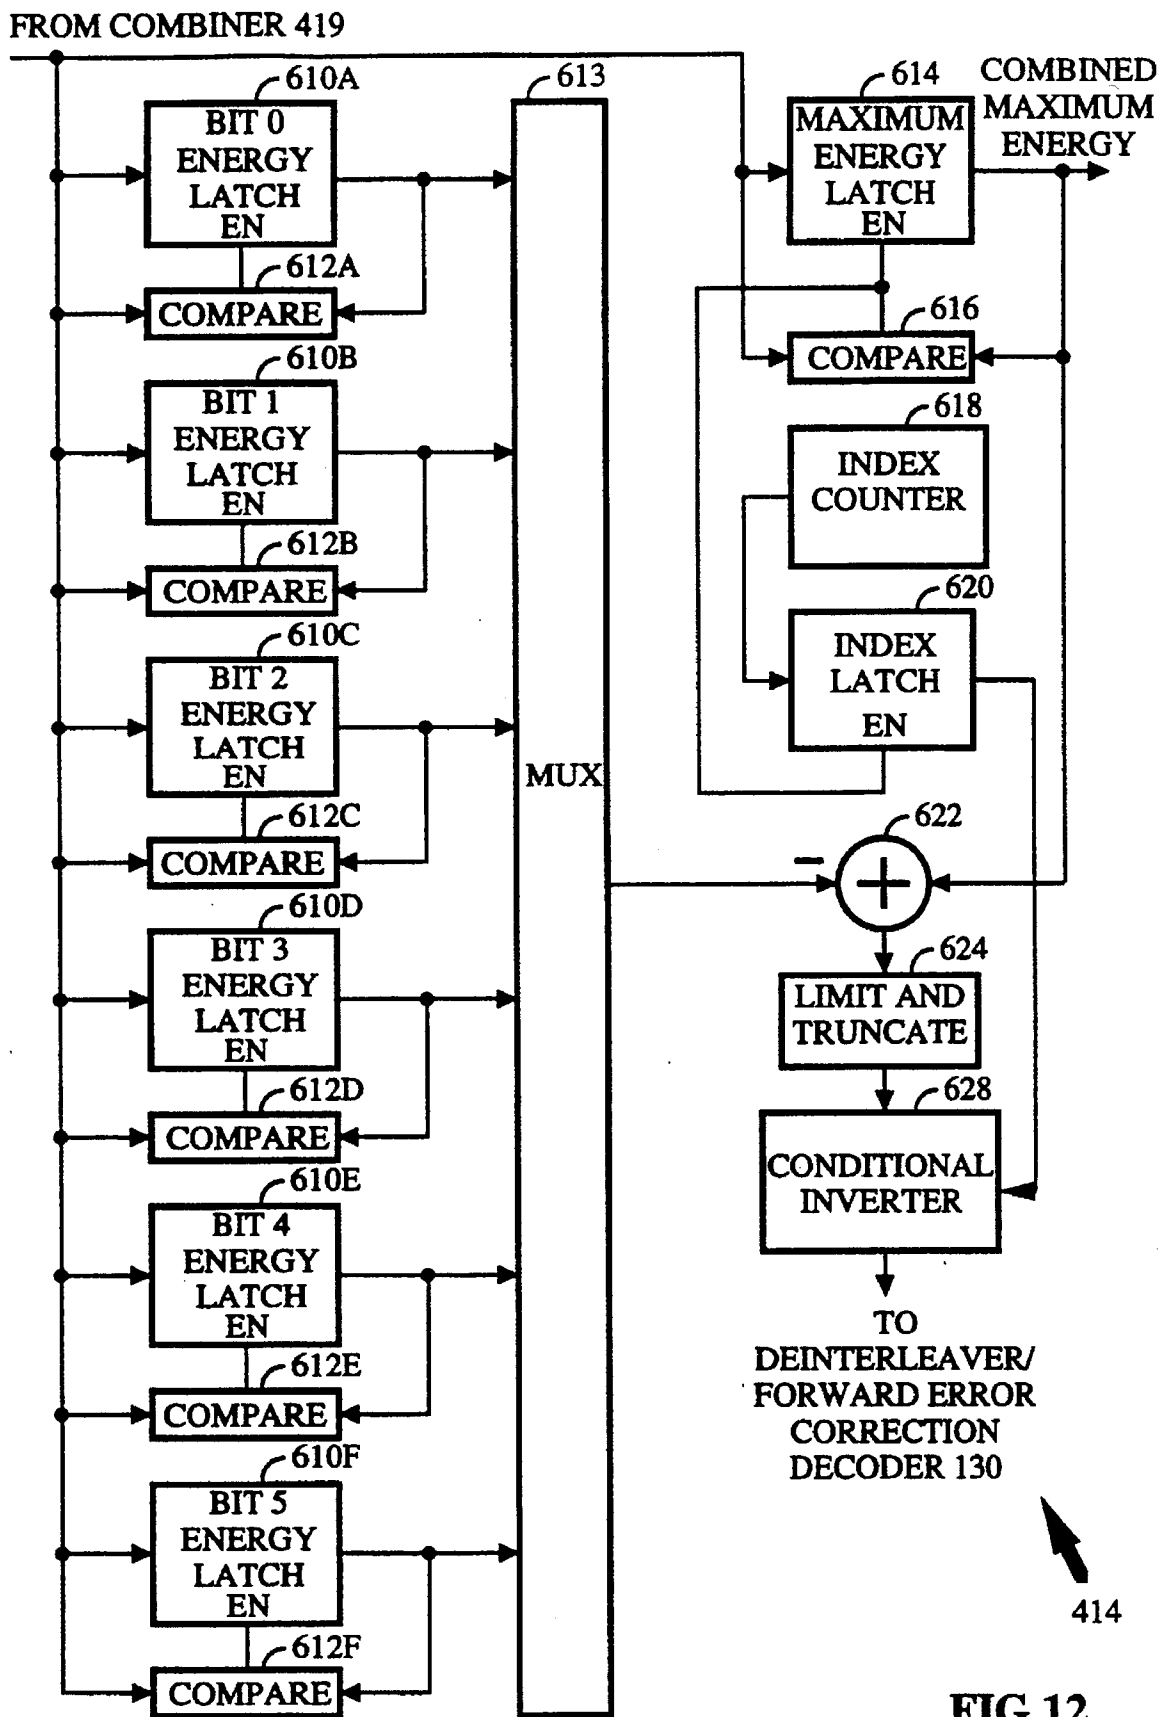 FROM COMBINER 419
610A
BIT 0
ENERGY
LATCH
EN
612A
COMPARE
610B
BIT 1
ENERGY
LATCH
EN
612B
COMPARE
610C
BIT 2
ENERGY
LATCH
EN
612C
COMPARE
610D
BIT 3
ENERGY
LATCH
EN
612D
COMPARE
610E
BIT 4
ENERGY
LATCH
EN
612E
COMPARE
610F
BIT 5
ENERGY
LATCH
EN
612F
COMPARE
613
MUX
614
MAXIMUM
ENERGY
LATCH
EN
COMBINED
MAXIMUM
ENERGY
616
COMPARE
618
INDEX
COUNTER
620
INDEX
LATCH
EN
622
− +
624
LIMIT AND
TRUNCATE
628
CONDITIONAL
INVERTER
TO
DEINTERLEAVER/
FORWARD ERROR
CORRECTION
DECODER 130
414
FIG 12